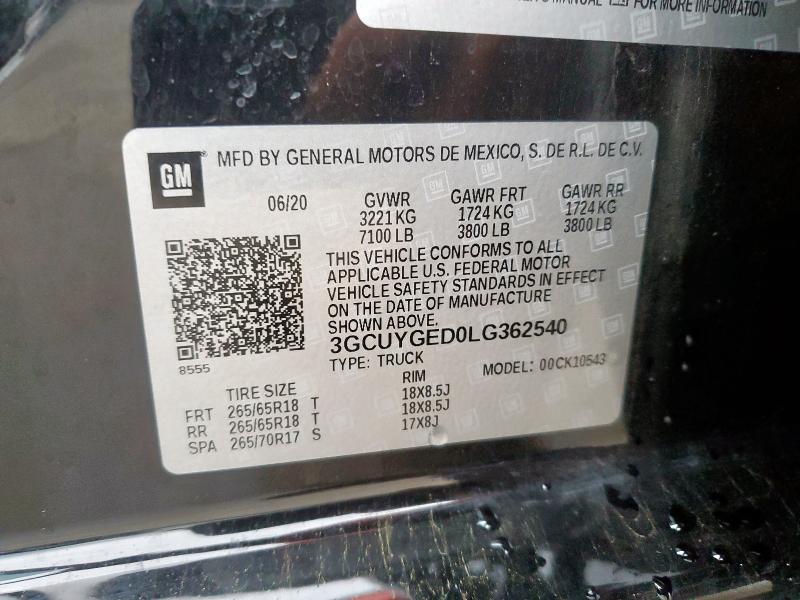 MANUAL FOR MORE INFORMATION
GM
MFD BY GENERAL MOTORS DE MEXICO, S. DE R.L. DE C.V.
06/20 GVWR GAWR FRT GAWR RR
3221 KG 1724 KG 1724 KG
7100 LB 3800 LB 3800 LB
THIS VEHICLE CONFORMS TO ALL
APPLICABLE U.S. FEDERAL MOTOR
VEHICLE SAFETY STANDARDS IN EFFECT
ON THE DATE OF MANUFACTURE
SHOWN ABOVE.
3GCUYGED0LG362540
8555
TYPE: TRUCK MODEL: 00CK10543
TIRE SIZE RIM
FRT 265/65R18 T 18X8.5J
RR 265/65R18 T 18X8.5J
SPA 265/70R17 S 17X8J